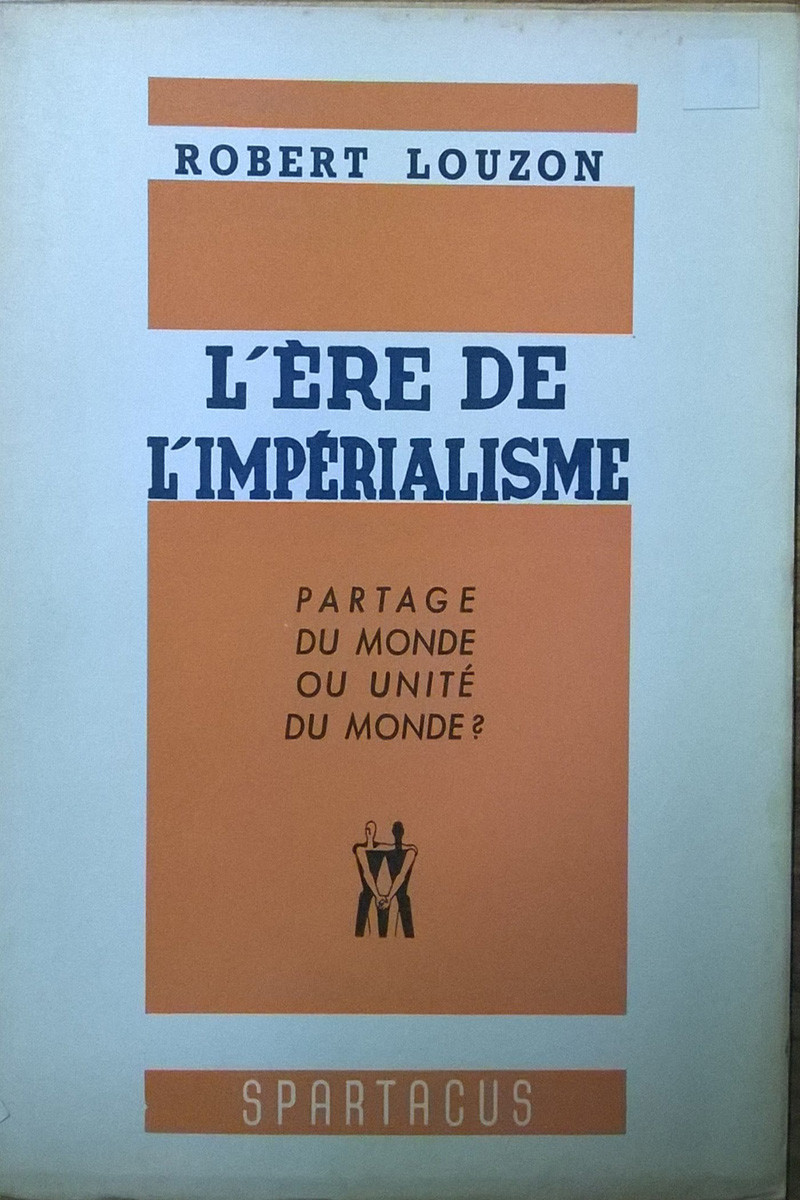 ROBERT LOUZON
L'ÈRE DE
L'IMPÉRIALISME
PARTAGE
DU MONDE
OU UNITÉ
DU MONDE?
SPARTACUS